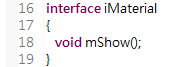 16 interface iMaterial
17 {
18 void mShow();
19 }